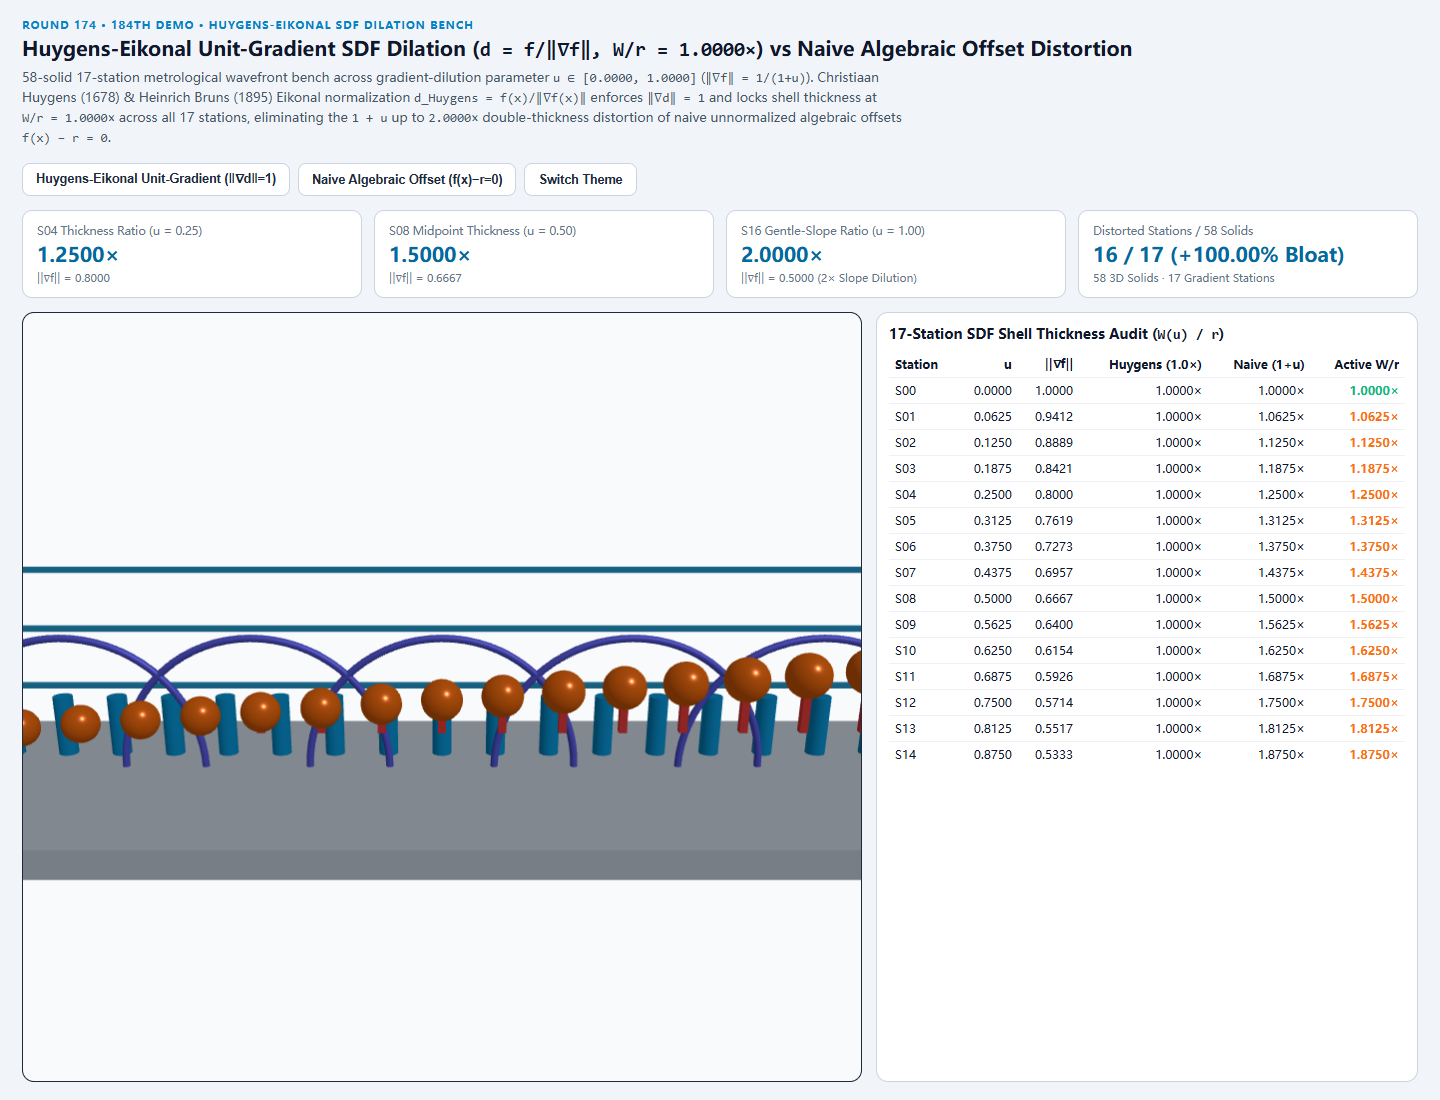 ROUND 174 • 184TH DEMO • HUYGENS-EIKONAL SDF DILATION BENCH
Huygens-Eikonal Unit-Gradient SDF Dilation (d = f/‖∇f‖, W/r = 1.0000×) vs Naive Algebraic Offset Distortion
58-solid 17-station metrological wavefront bench across gradient-dilution parameter u ∈ [0.0000, 1.0000] (‖∇f‖ = 1/(1+u)). Christiaan
Huygens (1678) & Heinrich Bruns (1895) Eikonal normalization d_Huygens = f(x)/‖∇f(x)‖ enforces ‖∇d‖ = 1 and locks shell thickness at
W/r = 1.0000× across all 17 stations, eliminating the 1 + u up to 2.0000× double-thickness distortion of naive unnormalized algebraic offsets
f(x) − r = 0.
Huygens-Eikonal Unit-Gradient (‖∇d‖=1)
Naive Algebraic Offset (f(x)−r=0)
Switch Theme
S04 Thickness Ratio (u = 0.25)
1.2500×
||∇f|| = 0.8000
S08 Midpoint Thickness (u = 0.50)
1.5000×
||∇f|| = 0.6667
S16 Gentle-Slope Ratio (u = 1.00)
2.0000×
||∇f|| = 0.5000 (2× Slope Dilution)
Distorted Stations / 58 Solids
16 / 17 (+100.00% Bloat)
58 3D Solids · 17 Gradient Stations
17-Station SDF Shell Thickness Audit (W(u) / r)
Station u ||∇f|| Huygens (1.0×) Naive (1+u) Active W/r
S00 0.0000 1.0000 1.0000× 1.0000× 1.0000×
S01 0.0625 0.9412 1.0000× 1.0625× 1.0625×
S02 0.1250 0.8889 1.0000× 1.1250× 1.1250×
S03 0.1875 0.8421 1.0000× 1.1875× 1.1875×
S04 0.2500 0.8000 1.0000× 1.2500× 1.2500×
S05 0.3125 0.7619 1.0000× 1.3125× 1.3125×
S06 0.3750 0.7273 1.0000× 1.3750× 1.3750×
S07 0.4375 0.6957 1.0000× 1.4375× 1.4375×
S08 0.5000 0.6667 1.0000× 1.5000× 1.5000×
S09 0.5625 0.6400 1.0000× 1.5625× 1.5625×
S10 0.6250 0.6154 1.0000× 1.6250× 1.6250×
S11 0.6875 0.5926 1.0000× 1.6875× 1.6875×
S12 0.7500 0.5714 1.0000× 1.7500× 1.7500×
S13 0.8125 0.5517 1.0000× 1.8125× 1.8125×
S14 0.8750 0.5333 1.0000× 1.8750× 1.8750×